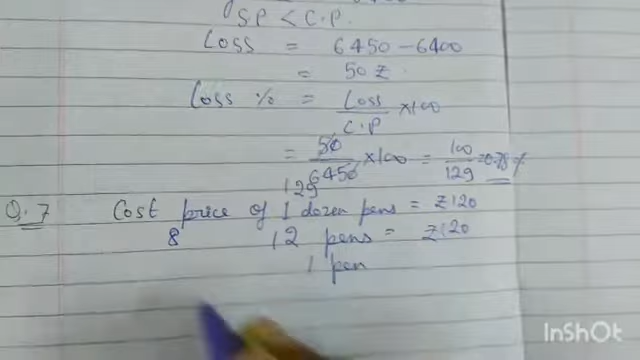 SP < C.P.
Loss = 6450 - 6400
= 50 ₹
Loss % = Loss/C.P × 100
= 50/6450 × 100 = 100/129 = 0.78%
129
Q.7 Cost price of 1 dozen pens = ₹120
8 12 pens = ₹120
1 pen
InShOt